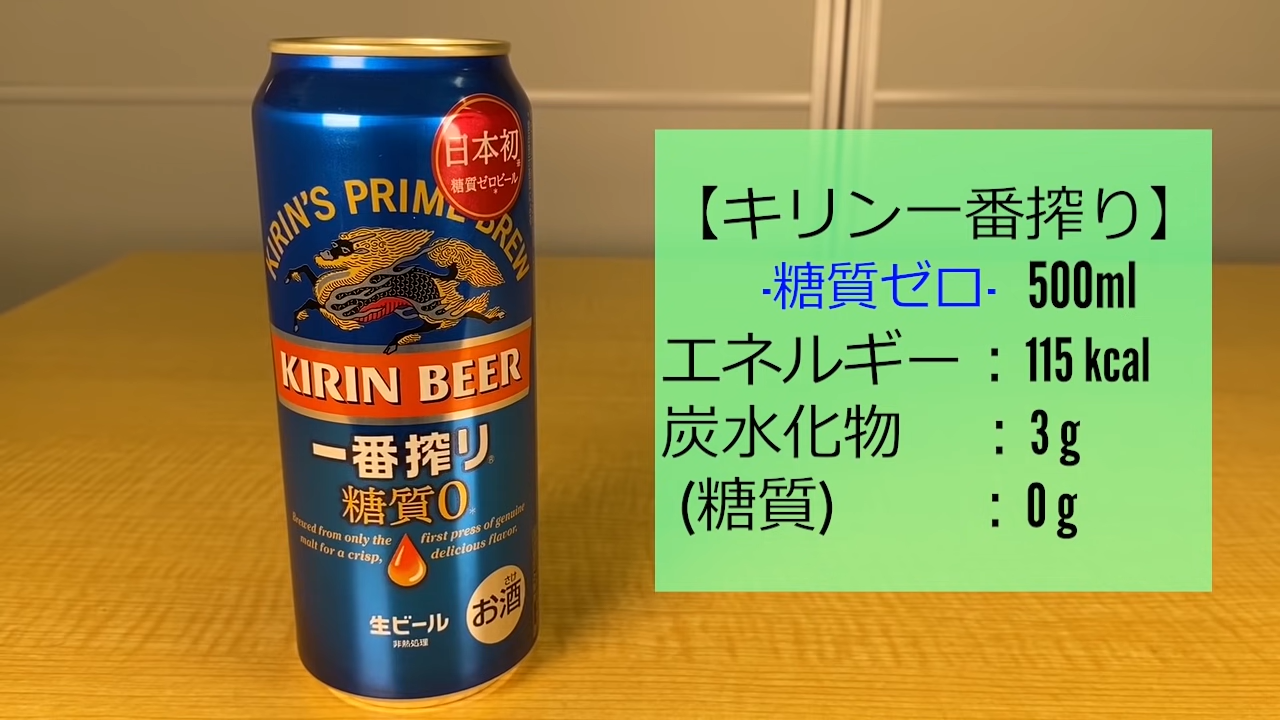 日本初※
糖質ゼロビール
*
KIRIN'S PRIME BREW
KIRIN BEER
一番搾り®
糖質0*
Brewed from only the
malt for a crisp,
first press of genuine
delicious flavor.
さけ
お酒
生ビール
非熱処理
【キリン一番搾り】
-糖質ゼロ- 500ml
エネルギー : 115 kcal
炭水化物 : 3 g
(糖質) : 0 g